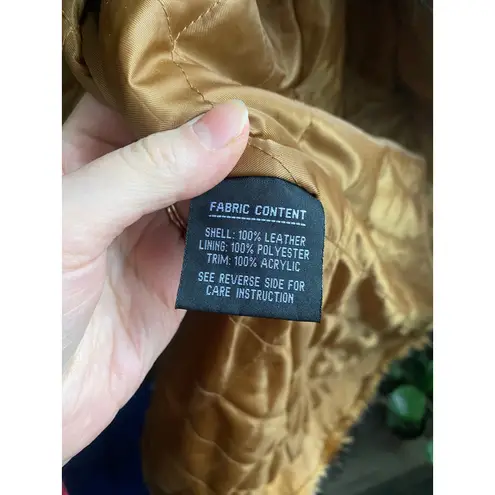 FABRIC CONTENT
SHELL: 100% LEATHER
LINING: 100% POLYESTER
TRIM: 100% ACRYLIC
SEE REVERSE SIDE FOR
CARE INSTRUCTION